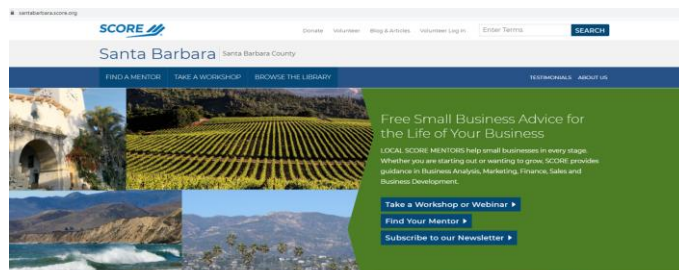 santabarbara.score.org
SCORE
Donate Volunteer Blog & Articles Volunteer Log In Enter Terms SEARCH
Santa Barbara Santa Barbara County
FIND A MENTOR TAKE A WORKSHOP BROWSE THE LIBRARY TESTIMONIALS ABOUT US
Free Small Business Advice for
the Life of Your Business
LOCAL SCORE MENTORS help small businesses in every stage.
Whether you are starting out or wanting to grow, SCORE provides
guidance in Business Analysis, Marketing, Finance, Sales and
Business Development.
Take a Workshop or
Webinar
Find Your Mentor
Subscribe to our Newsletter